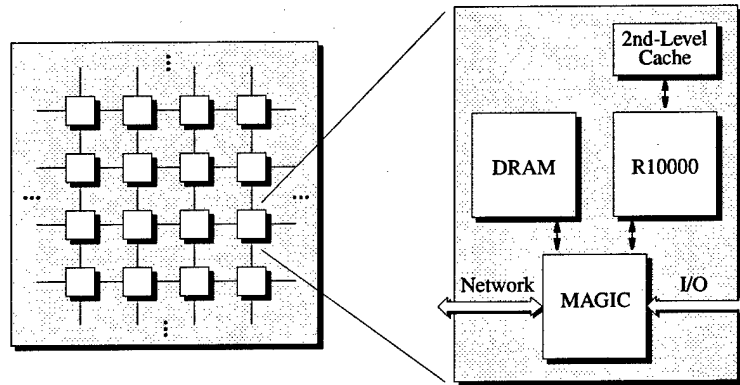 2nd-Level
Cache
DRAM
R10000
Network
MAGIC
I/O